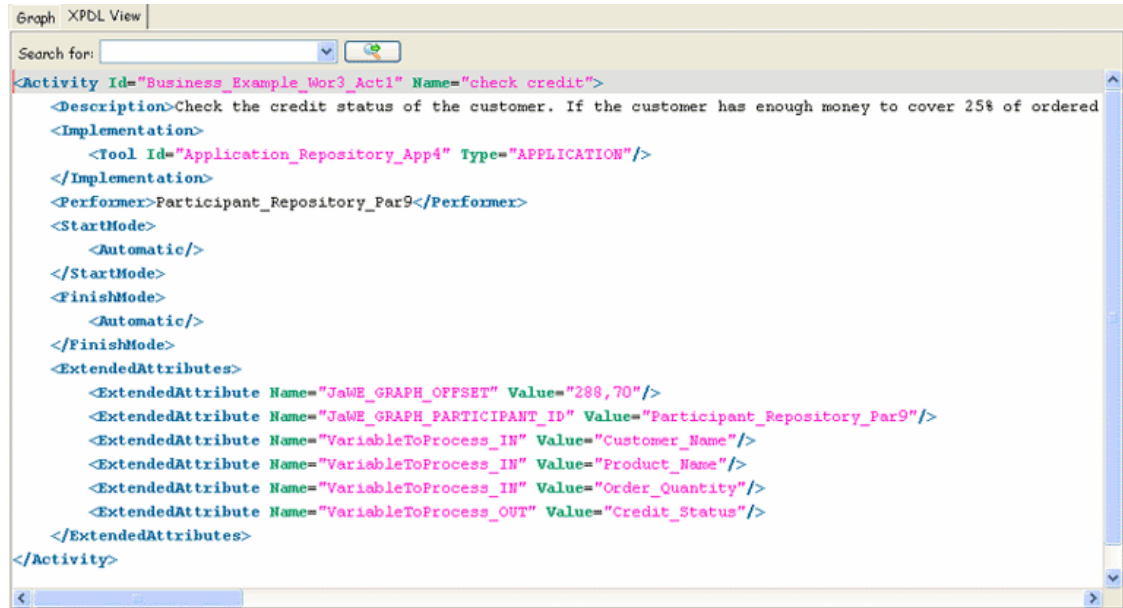 Graph XPDL View
Search for:
<Activity Id="Business_Example_Wor3_Act1" Name="check credit">
    <Description>Check the credit status of the customer. If the customer has enough money to cover 25% of ordered
    <Implementation>
        <Tool Id="Application_Repository_App4" Type="APPLICATION"/>
    </Implementation>
    <Performer>Participant_Repository_Par9</Performer>
    <StartMode>
        <Automatic/>
    </StartMode>
    <FinishMode>
        <Automatic/>
    </FinishMode>
    <ExtendedAttributes>
        <ExtendedAttribute Name="JaWE_GRAPH_OFFSET" Value="288,70"/>
        <ExtendedAttribute Name="JaWE_GRAPH_PARTICIPANT_ID" Value="Participant_Repository_Par9"/>
        <ExtendedAttribute Name="VariableToProcess_IN" Value="Customer_Name"/>
        <ExtendedAttribute Name="VariableToProcess_IN" Value="Product_Name"/>
        <ExtendedAttribute Name="VariableToProcess_IN" Value="Order_Quantity"/>
        <ExtendedAttribute Name="VariableToProcess_OUT" Value="Credit_Status"/>
    </ExtendedAttributes>
</Activity>